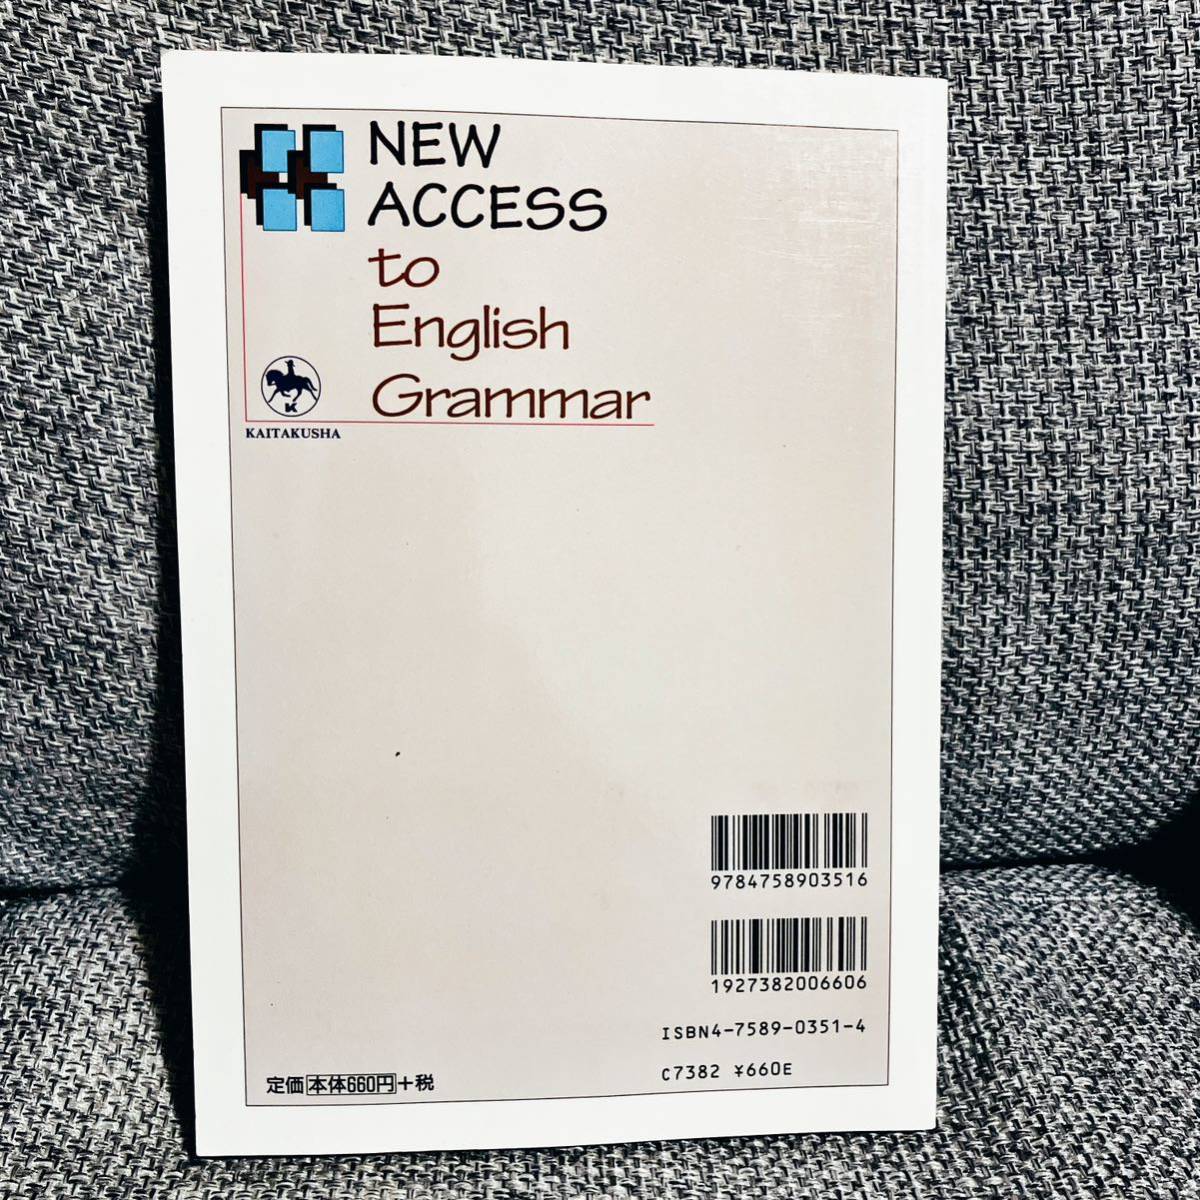 NEW
ACCESS
to
English
Grammar
K
KAITAKUSHA
9784758903516
1927382006606
ISBN4-7589-0351-4
C7382 ¥660E
定価本体660円+税